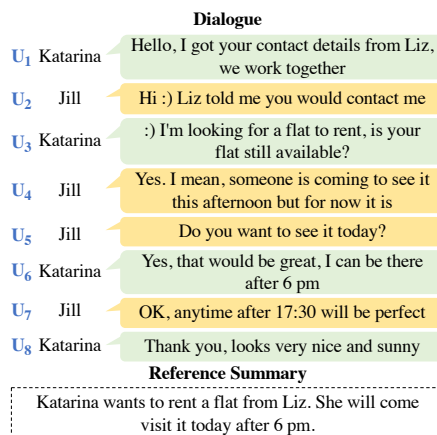 Dialogue
U1 Katarina Hello, I got your contact details from Liz,
we work together
U2 Jill Hi :) Liz told me you would contact me
U3 Katarina :) I'm looking for a flat to rent, is your
flat still available?
U4 Jill Yes. I mean, someone is coming to see it
this afternoon but for now it is
U5 Jill Do you want to see it today?
U6 Katarina Yes, that would be great, I can be there
after 6 pm
U7 Jill OK, anytime after 17:30 will be perfect
U8 Katarina Thank you, looks very nice and sunny
Reference Summary
Katarina wants to rent a flat from Liz. She will come
visit it today after 6 pm.